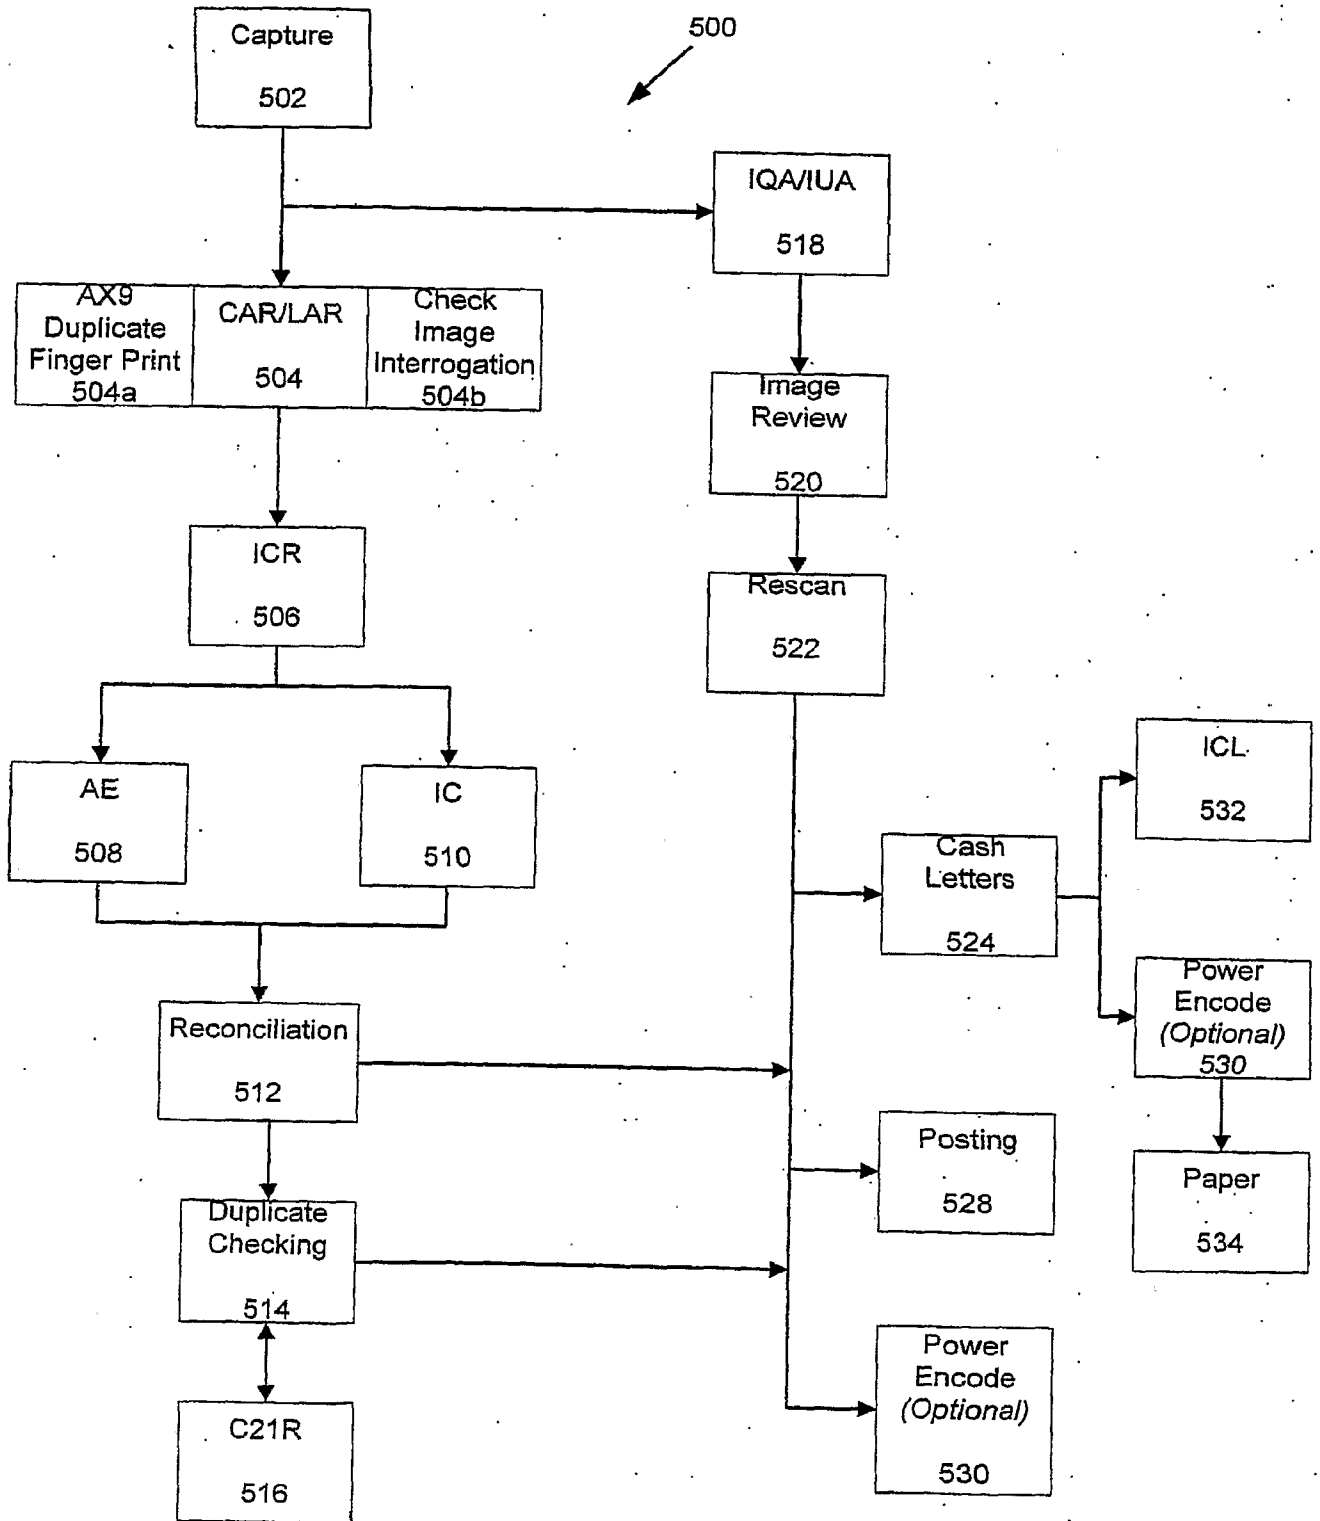 500
Capture
502
IQA/IUA
518
AX9
Duplicate
Finger Print
504a
CAR/LAR
504
Check
Image
Interrogation
504b
Image
Review
520
ICR
506
Rescan
522
AE
508
IC
510
ICL
532
Cash
Letters
524
Power
Encode
(Optional)
530
Reconciliation
512
Posting
528
Paper
534
Duplicate
Checking
514
Power
Encode
(Optional)
530
C21R
516